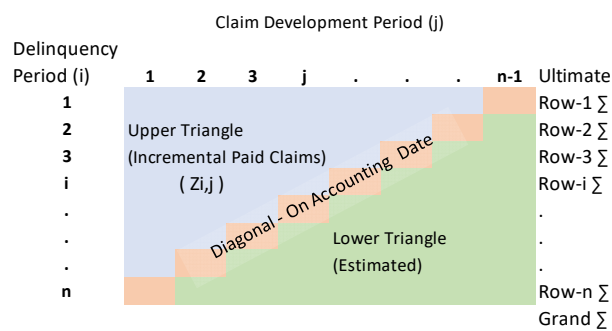 Claim Development Period (j)
Delinquency
Period (i) 1 2 3 j . . . n-1 Ultimate
1 Row-1 ∑
2 Upper Triangle Row-2 ∑
3 (Incremental Paid Claims) Row-3 ∑
i ( Zi,j ) Row-i ∑
Diagonal - On Accounting Date
. .
. Lower Triangle .
. (Estimated) .
n Row-n ∑
Grand ∑